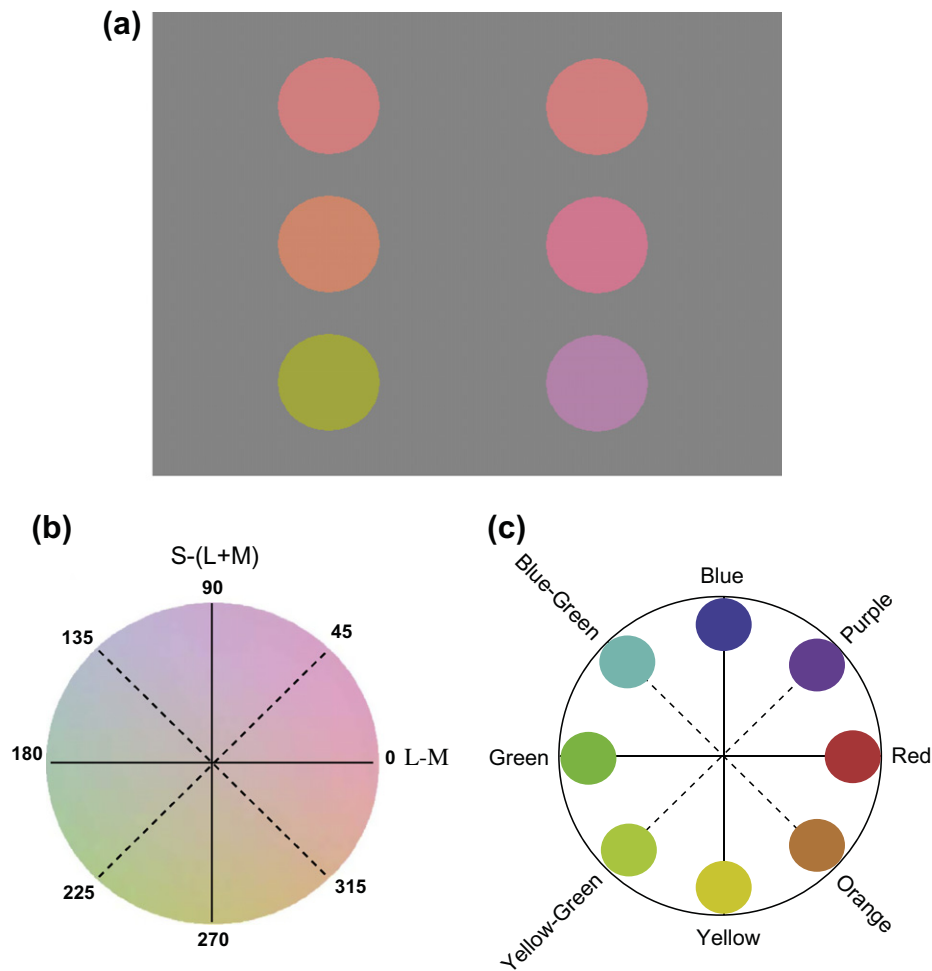 (a)
(b)
S-(L+M)
90
135
45
180
0 L-M
225
315
270
(c)
Blue-Green
Blue
Purple
Green
Red
Yellow-Green
Yellow
Orange